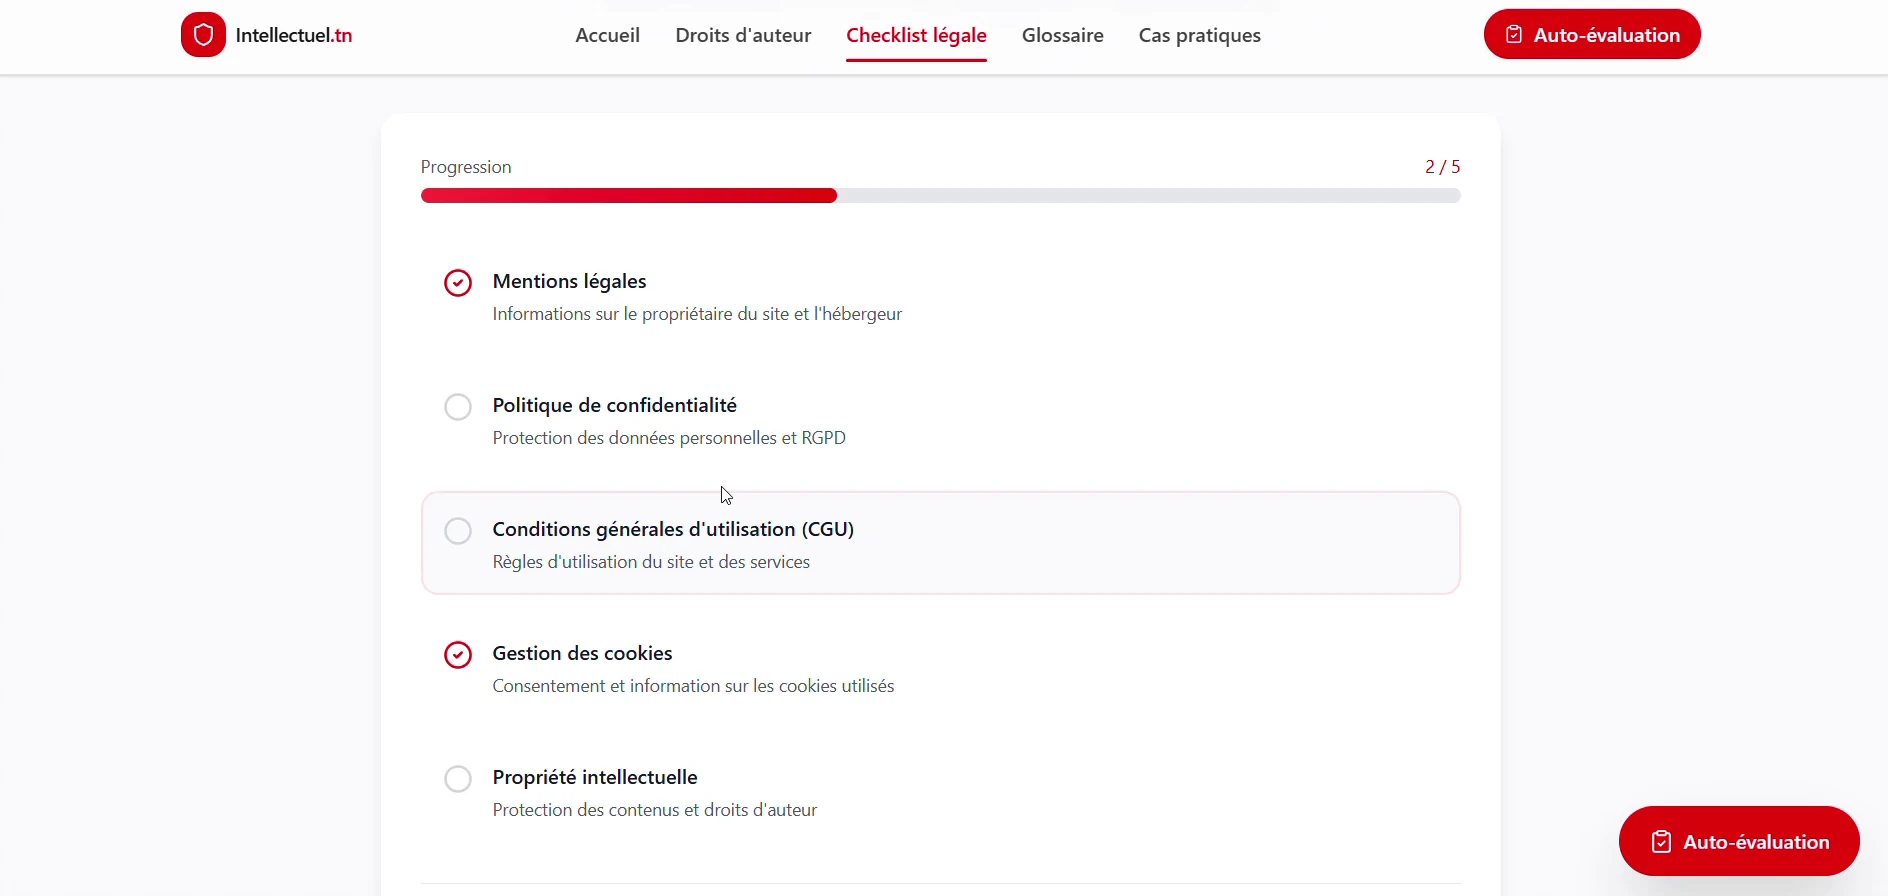 Intellectuel.tn
Accueil
Droits d'auteur
Checklist légale
Glossaire
Cas pratiques
Auto-évaluation
Progression
2 / 5
Mentions légales
Informations sur le propriétaire du site et l'hébergeur
Politique de confidentialité
Protection des données personnelles et RGPD
Conditions générales d'utilisation (CGU)
Règles d'utilisation du site et des services
Gestion des cookies
Consentement et information sur les cookies utilisés
Propriété intellectuelle
Protection des contenus et droits d'auteur
Auto-évaluation